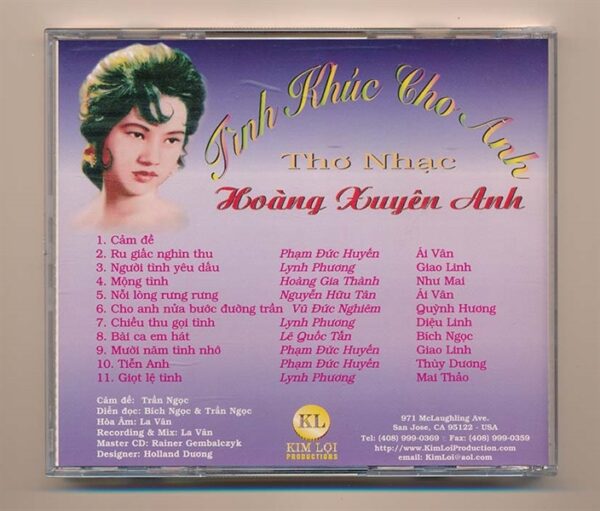 Tình Khúc Cho Anh
Thơ Nhạc
Hoàng Xuyên Anh
1. Cảm đề
2. Ru giấc nghìn thu Phạm Đức Huyến Ái Vân
3. Người tình yêu dấu Lynh Phương Giao Linh
4. Mộng tình Hoàng Gia Thành Như Mai
5. Nỗi lòng rưng rưng Nguyễn Hữu Tân Ái Vân
6. Cho anh nửa bước đường trần Vũ Đức Nghiêm Quỳnh Hương
7. Chiều thu gọi tình Lynh Phương Diệu Linh
8. Bài ca em hát Lê Quốc Tấn Bích Ngọc
9. Mười năm tình nhớ Phạm Đức Huyến Giao Linh
10. Tiễn Anh Phạm Đức Huyến Thùy Dương
11. Giọt lệ tình Lynh Phương Mai Thảo
Cảm đề: Trần Ngọc
Diễn đọc: Bích Ngọc & Trần Ngọc
Hòa Âm: La Văn
Recording & Mix: La Văn
Master CD: Rainer Gembalczyk
Designer: Holland Dương
KL
KIM LỢI
PRODUCTIONS
971 McLaughling Ave.
San Jose, CA 95122 - USA
Tel: (408) 999-0369 : Fax: (408) 999-0359
http://www.KimLoiProduction.com
email: KimLoi@aol.com